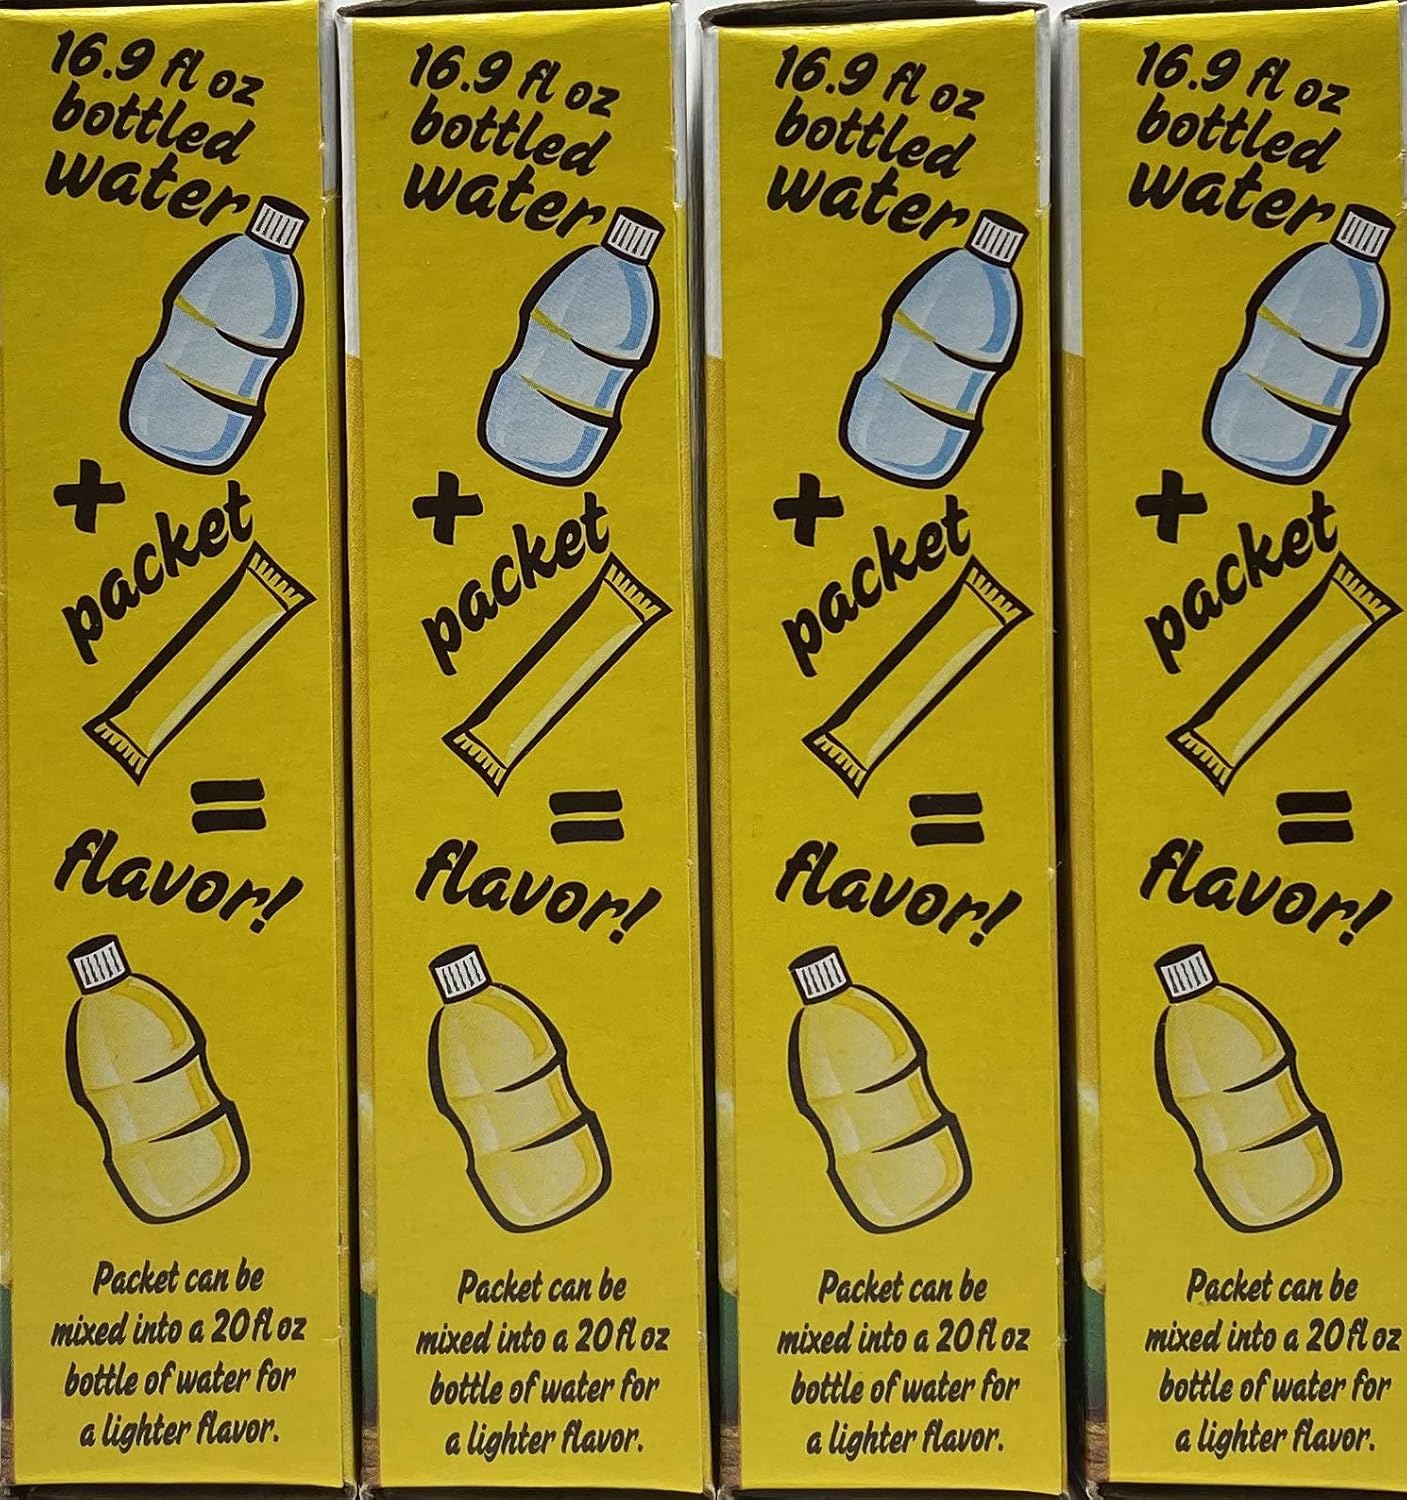 16.9 fl oz
bottled
water
+
packet
=
flavor!
Packet can be
mixed into a 20 fl oz
bottle of water for
a lighter flavor.
16.9 fl oz
bottled
water
+
packet
=
flavor!
Packet can be
mixed into a 20 fl oz
bottle of water for
a lighter flavor.
16.9 fl oz
bottled
water
+
packet
=
flavor!
Packet can be
mixed into a 20 fl oz
bottle of water for
a lighter flavor.
16.9 fl oz
bottled
water
+
packet
=
flavor!
Packet can be
mixed into a 20 fl oz
bottle of water for
a lighter flavor.